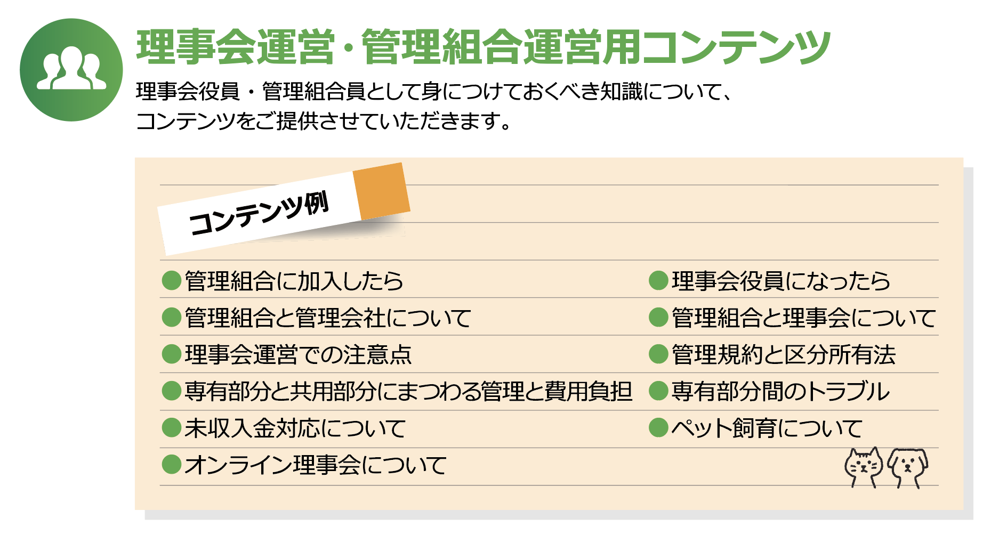 理事会運営・管理組合運営用コンテンツ
理事会役員・管理組合員として身につけておくべき知識について、
コンテンツをご提供させていただきます。
コンテンツ例
●管理組合に加入したら
●理事会役員になったら
●管理組合と管理会社について
●管理組合と理事会について
●理事会運営での注意点
●管理規約と区分所有法
●専有部分と共用部分にまつわる管理と費用負担
●専有部分間のトラブル
●未収入金対応について
●ペット飼育について
●オンライン理事会について